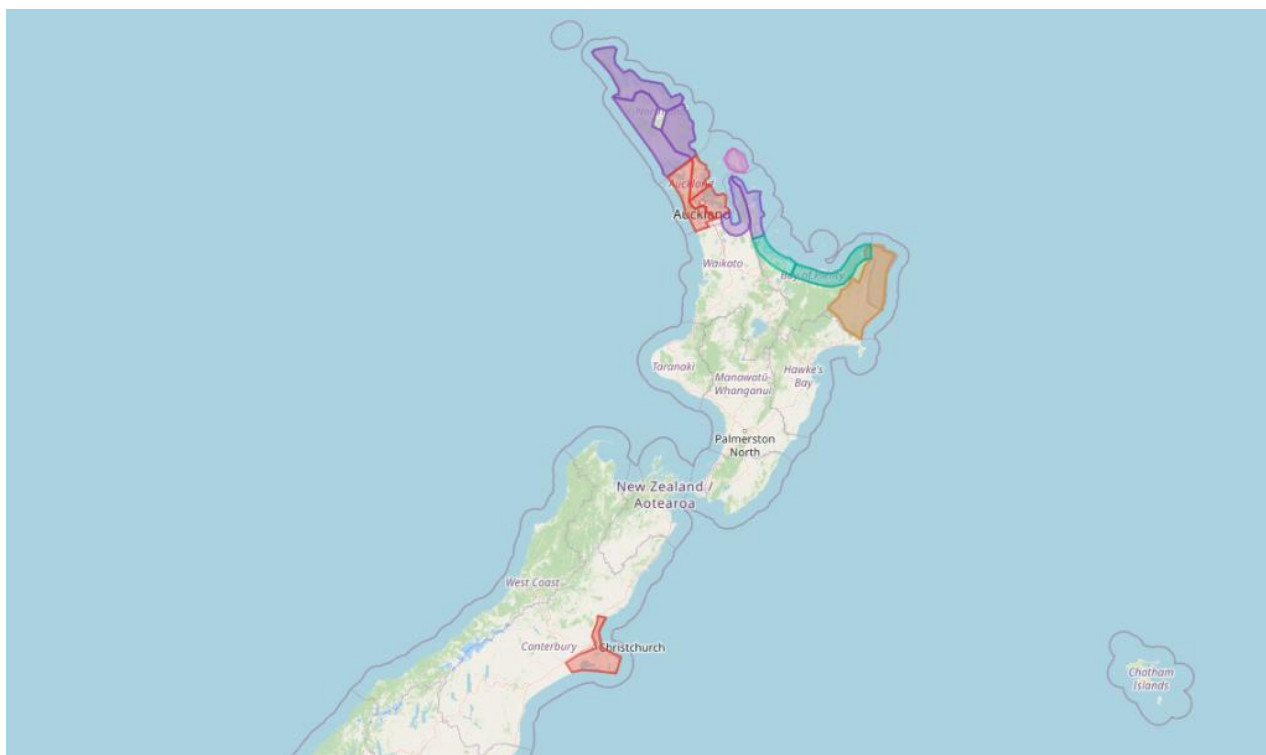 Auckland
Auckland
Waikato
Bay of Plenty
Taranaki
Hawke's
Bay
Manawatū-
Whanganui
Palmerston
North
New Zealand /
Aotearoa
West Coast
Canterbury
Christchurch
Chatham
Islands